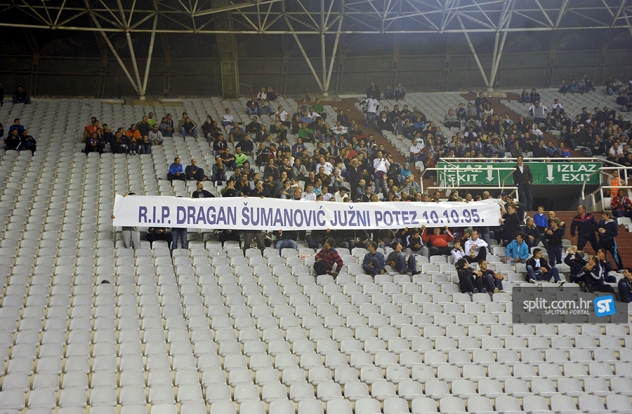 IZLAZ IZLAZ
EXIT EXIT
R.I.P. DRAGAN ŠUMANOVIĆ JUŽNI POTEZ 10.10.95.
split.com.hr
SPLITSKI PORTAL
ST